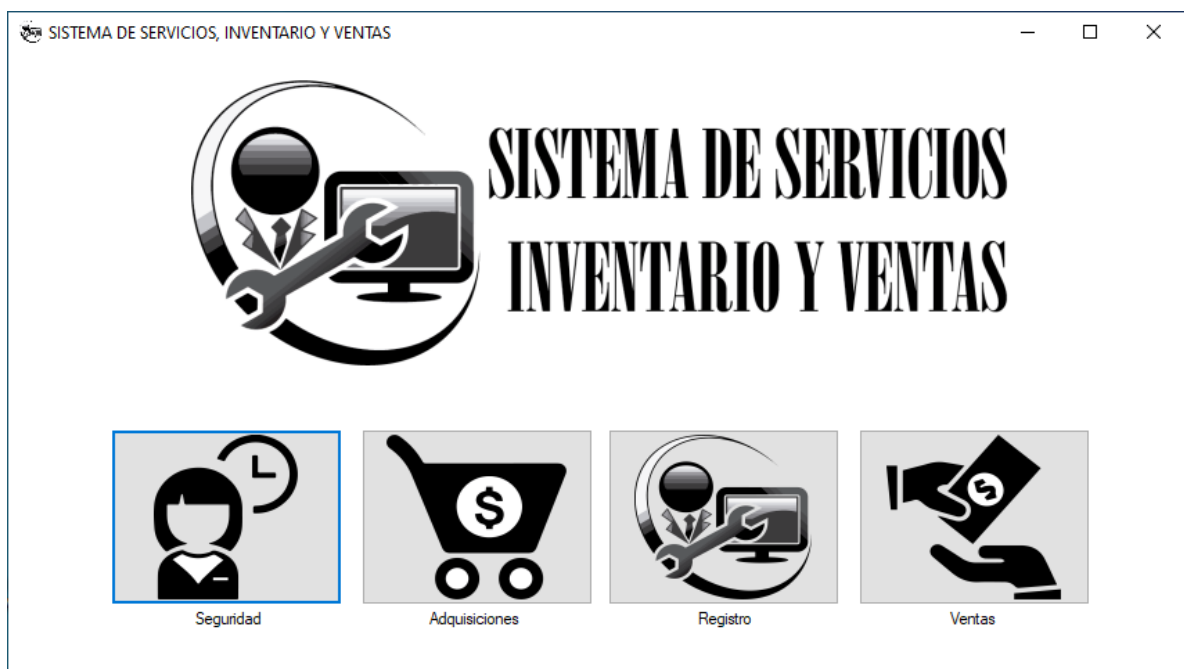 SISTEMA DE SERVICIOS, INVENTARIO Y VENTAS
SISTEMA DE SERVICIOS
INVENTARIO Y VENTAS
$
$
Seguridad
Adquisiciones
Registro
Ventas